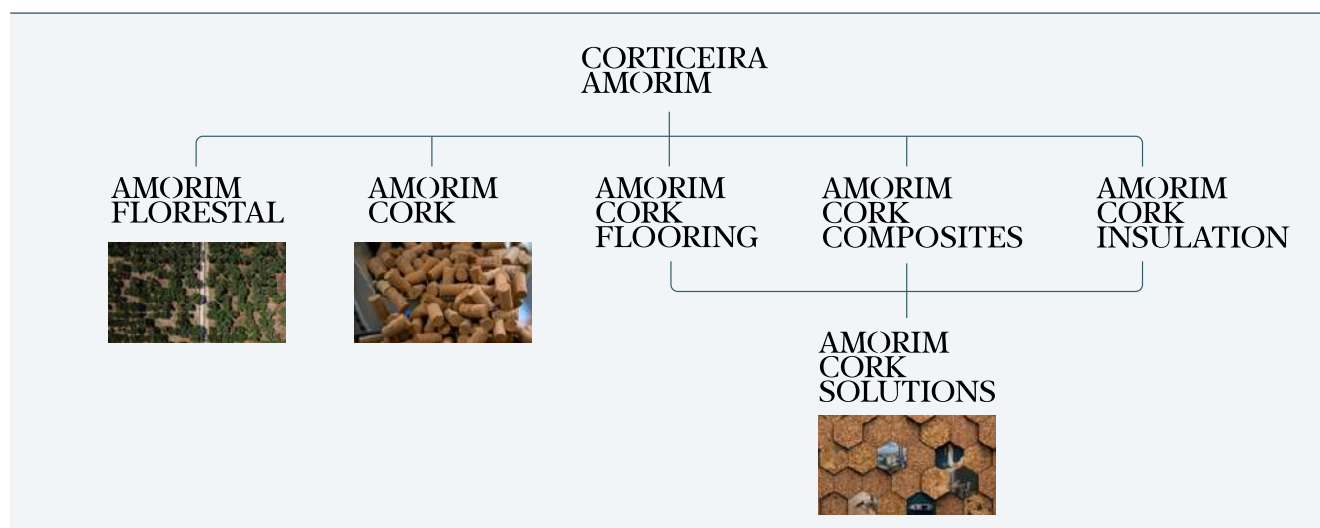 CORTICEIRA
AMORIM
AMORIM
FLORESTAL
AMORIM
CORK
AMORIM
CORK
FLOORING
AMORIM
CORK
COMPOSITES
AMORIM
CORK
INSULATION
AMORIM
CORK
SOLUTIONS